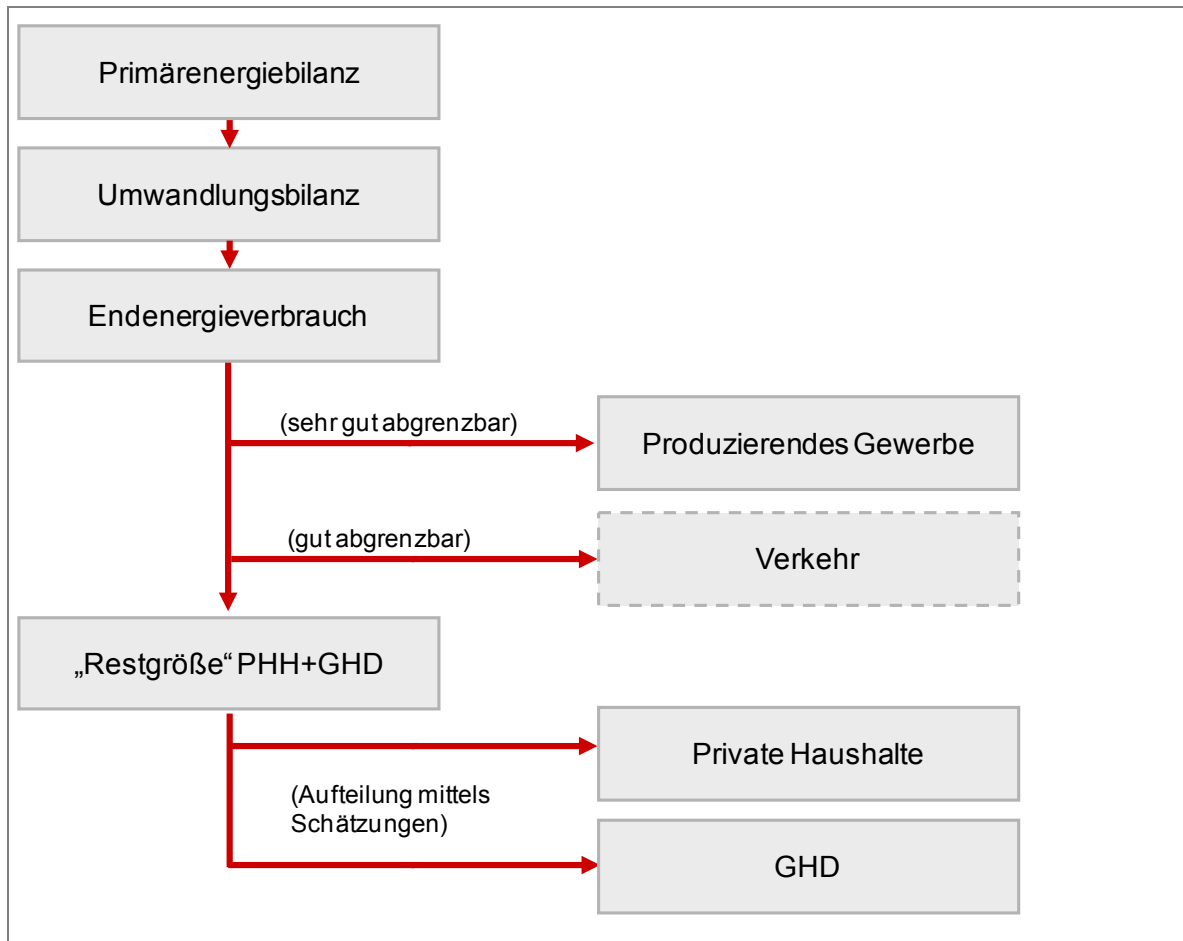 Primärenergiebilanz
Umwandlungsbilanz
Endenergieverbrauch
(sehr gut abgrenzbar)
Produzierendes Gewerbe
(gut abgrenzbar)
Verkehr
„Restgröße“ PHH+GHD
Private Haushalte
(Aufteilung mittels
Schätzungen)
GHD